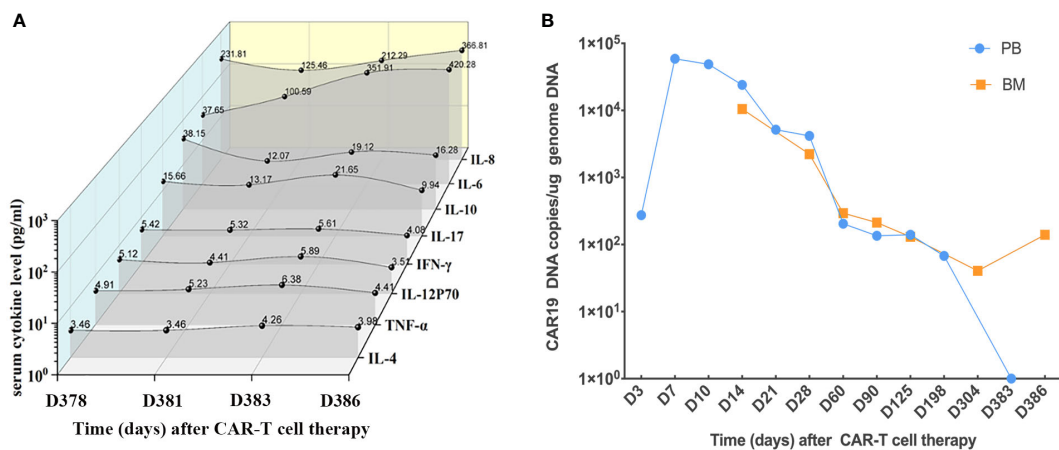 A
231.81 125.46 212.29 366.81
37.65 100.59 351.91 420.28
38.15 12.07 19.12 16.28
15.66 13.17 21.65 9.94
5.42 5.32 5.61 4.08
5.12 4.41 5.89 3.51
4.91 5.23 6.38 4.41
3.46 3.46 4.26 3.98
IL-8
IL-6
IL-10
IL-17
IFN-γ
IL-12P70
TNF-α
IL-4
serum cytokine level (pg/ml)
10³
10²
10¹
10⁰
D378 D381 D383 D386
Time (days) after CAR-T cell therapy
B
PB
BM
CAR19 DNA copies/ug genome DNA
1×10⁵
1×10⁴
1×10³
1×10²
1×10¹
1×10⁰
D3 D7 D10 D14 D21 D28 D60 D90 D125 D198 D304 D383 D386
Time (days) after CAR-T cell therapy